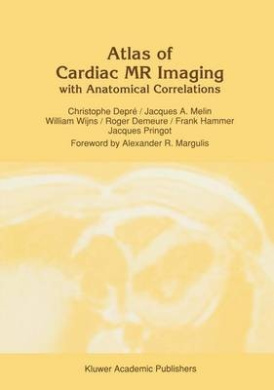 Atlas of
Cardiac MR Imaging
with Anatomical Correlations
Christophe Depré / Jacques A. Melin
William Wijns / Roger Demeure / Frank Hammer
Jacques Pringot
Foreword by Alexander R. Margulis
Kluwer Academic Publishers